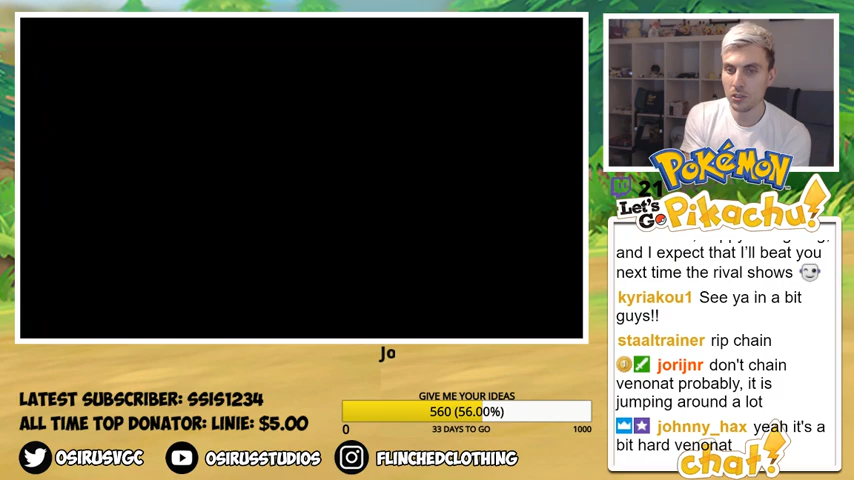 POKÉMON
21
Let's Go Pikachu!
and I expect that I'll beat you
next time the rival shows
kyriakou1 See ya in a bit
guys!!
staaltrainer rip chain
jorijnr don't chain
venonat probably, it is
jumping around a lot
johnny_hax yeah it's a
bit hard venonat
chat!
Jo
LATEST SUBSCRIBER: SSIS1234
ALL TIME TOP DONATOR: LINIE: $5.00
GIVE ME YOUR IDEAS
560 (56.00%)
0 33 DAYS TO GO 1000
OSIRUSVGC OSIRUSSTUDIOS FLINCHEDCLOTHING